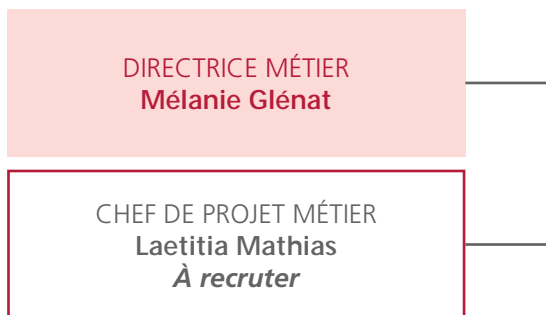 DIRECTRICE MÉTIER
Mélanie Glénat
CHEF DE PROJET MÉTIER
Laetitia Mathias
À recruter